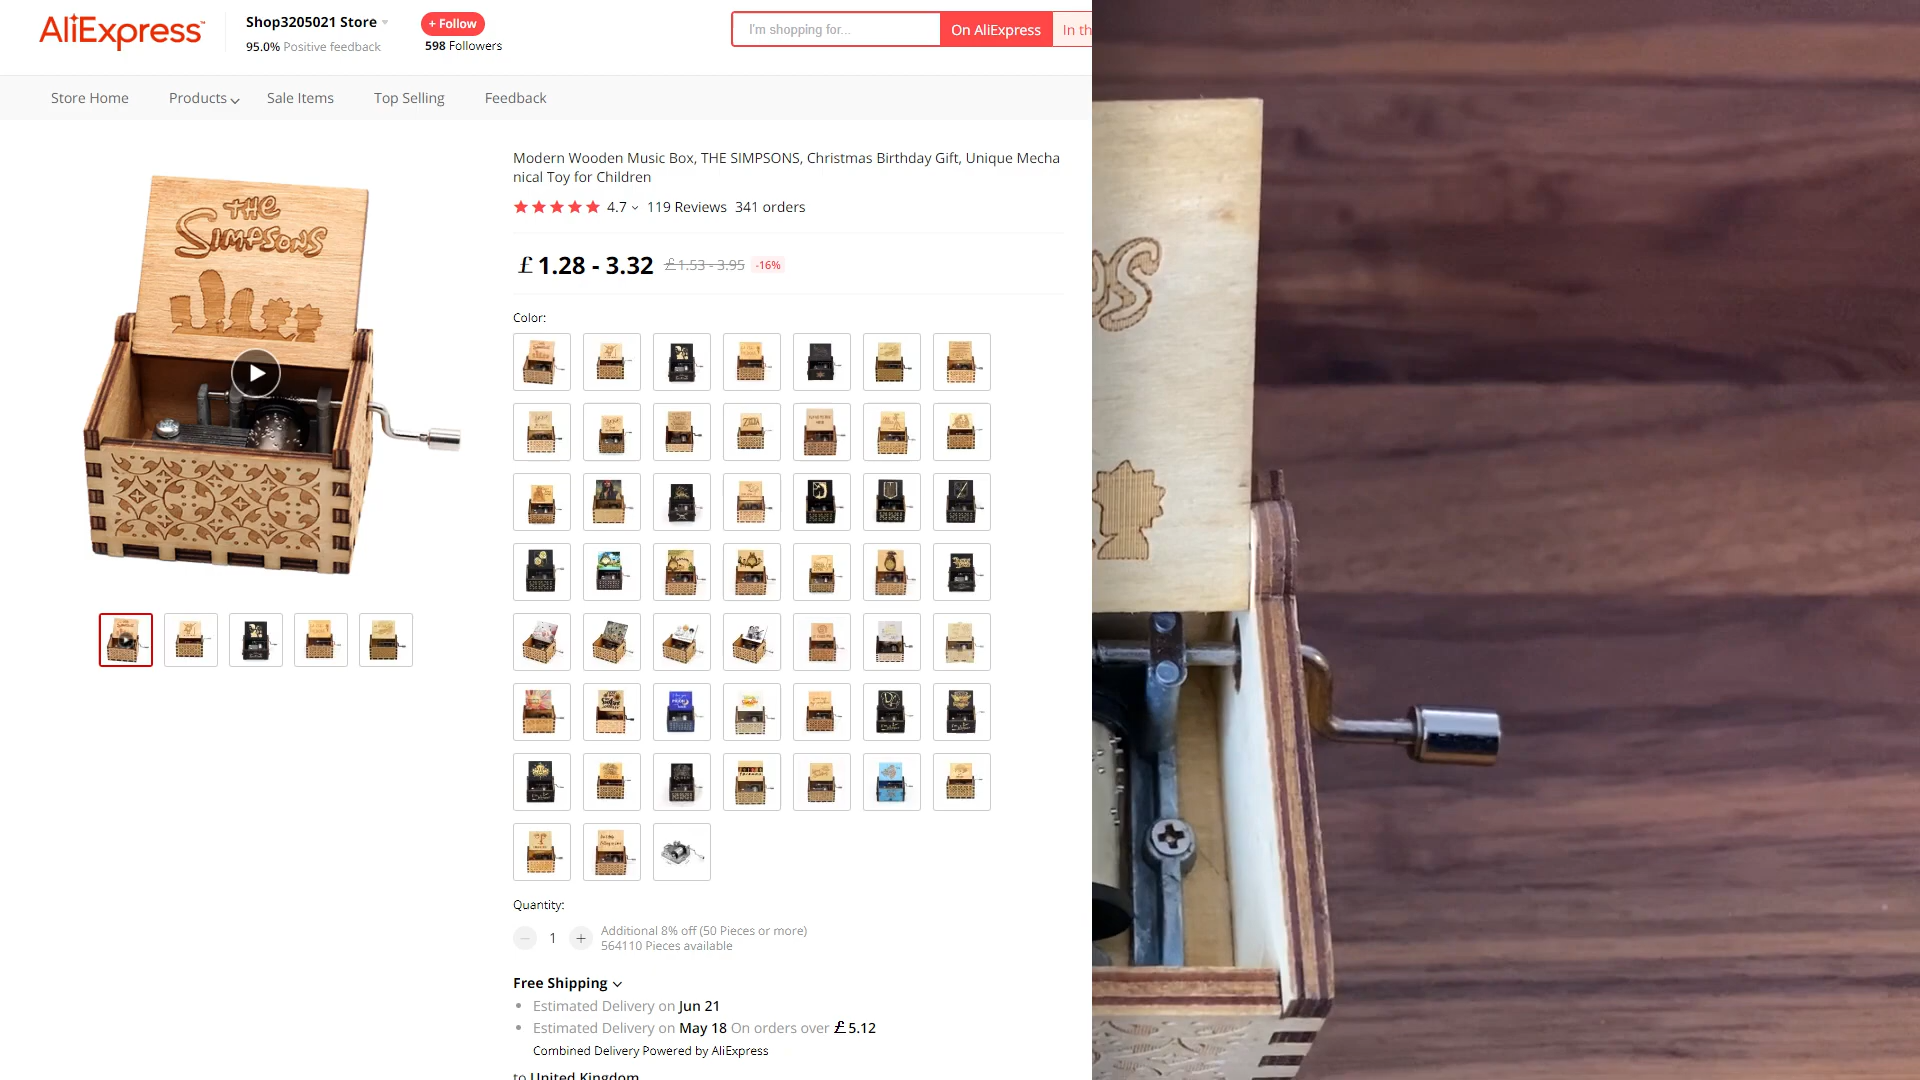 AliExpress
Shop3205021 Store
+ Follow
95.0% Positive feedback
598 Followers
I'm shopping for...
On AliExpress
In th
Store Home
Products
Sale Items
Top Selling
Feedback
THE
SIMPSONS
Modern Wooden Music Box, THE SIMPSONS, Christmas Birthday Gift, Unique Mecha
nical Toy for Children
4.7
119 Reviews
341 orders
£1.28 - 3.32
£1.53 - 3.95
-16%
Color:
Quantity:
1
Additional 8% off (50 Pieces or more)
564110 Pieces available
Free Shipping
Estimated Delivery on Jun 21
Estimated Delivery on May 18 On orders over £5.12
Combined Delivery Powered by AliExpress
to United Kingdom